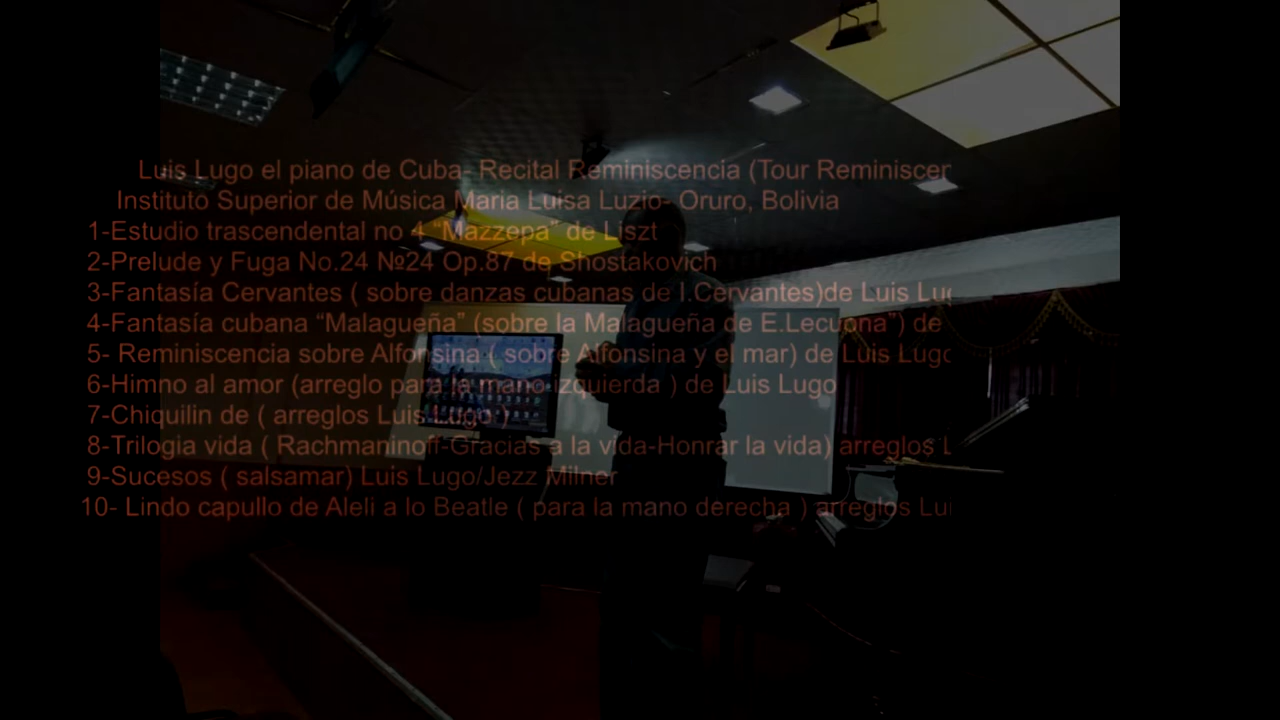 Luis Lugo el piano de Cuba- Recital Reminiscencia (Tour Reminiscer
Instituto Superior de Música Maria Luisa Luzio- Oruro, Bolivia
1-Estudio trascendental no 4 “Mazzepa” de Liszt
2-Prelude y Fuga No.24 №24 Op.87 de Shostakovich
3-Fantasía Cervantes ( sobre danzas cubanas de I.Cervantes)de Luis
4-Fantasía cubana “Malagueña” (sobre la Malagueña de E.Lecuona”) de
5- Reminiscencia sobre Alfonsina ( sobre Alfonsina y el mar) de Luis Lugo
6-Himno al amor (arreglo para la mano izquierda ) de Luis Lugo
7-Chiquilin de ( arreglos Luis Lugo )
8-Trilogia vida ( Rachmaninoff-Gracias a la vida-Honrar la vida) arreglos
9-Sucesos ( salsamar) Luis Lugo/Jezz Milner
10- Lindo capullo de Aleli a lo Beatle ( para la mano derecha ) arreglos